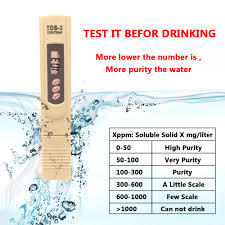 TEST IT BEFOR DRINKING
More lower the number is ,
More purity the water
TDS-3
Xppm: Soluble Solid X mg/liter
0-50 High Purity
50-100 Very Purity
100-300 Purity
300-600 A Little Scale
600-1000 Few Scale
>1000 Can not drink